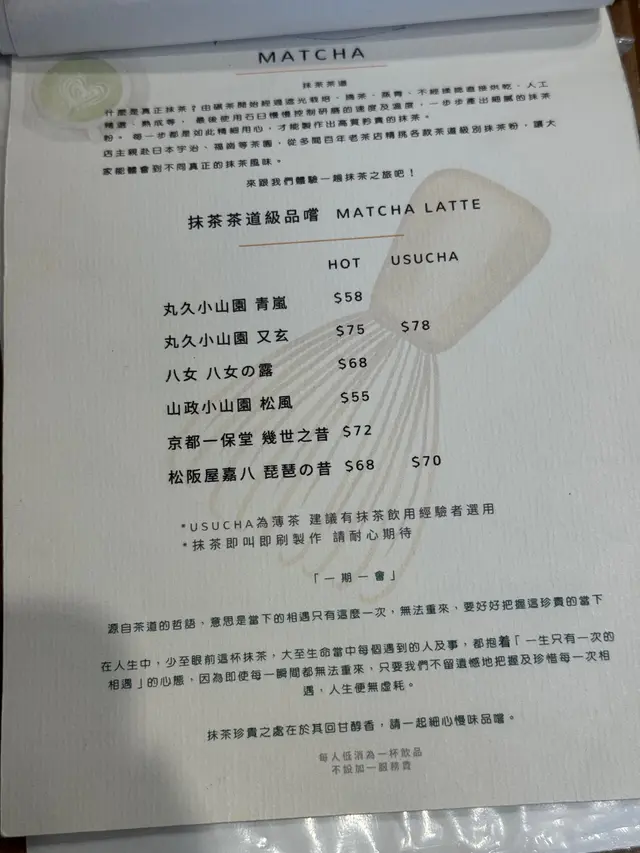 MATCHA
抹茶茶道
什麼是真正抹茶？由碾茶開始經過遮光栽培、摘茶、蒸青、不經揉捻直接烘乾、人工
精選、熟成等， 最後使用石臼慢慢控制研磨的速度及溫度，一步步產出細膩的抹茶
粉。 每一步都是如此精細用心，才能製作出高質矜貴的抹茶。
店主親赴日本宇治、福崗等茶園，從多間百年老茶店精挑各款茶道級別抹茶粉，讓大
家能體會到不同真正的抹茶風味。
來跟我們體驗一趟抹茶之旅吧！
抹茶茶道級品嚐 MATCHA LATTE
HOT USUCHA
丸久小山園 青嵐 $58
丸久小山園 又玄 $75 $78
八女 八女の露 $68
山政小山園 松風 $55
京都一保堂 幾世之昔 $72
松阪屋嘉八 琵琶の昔 $68 $70
*USUCHA為薄茶 建議有抹茶飲用經驗者選用
*抹茶即叫即刷製作 請耐心期待
「一期一會」
源自茶道的哲語、意思是當下的相遇只有這麼一次，無法重來、要好好把握這珍貴的當下
在人生中，少至眼前這杯抹茶，大至生命當中每個遇到的人及事，都抱着「一生只有一次的
相遇」的心態，因為即使每一瞬間都無法重來，只要我們不留遺憾地把握及珍惜每一次相
遇，人生便無虛耗。
抹茶珍貴之處在於其回甘醇香，請一起細心慢味品嚐。
每人低消為一杯飲品
不設加一服務費